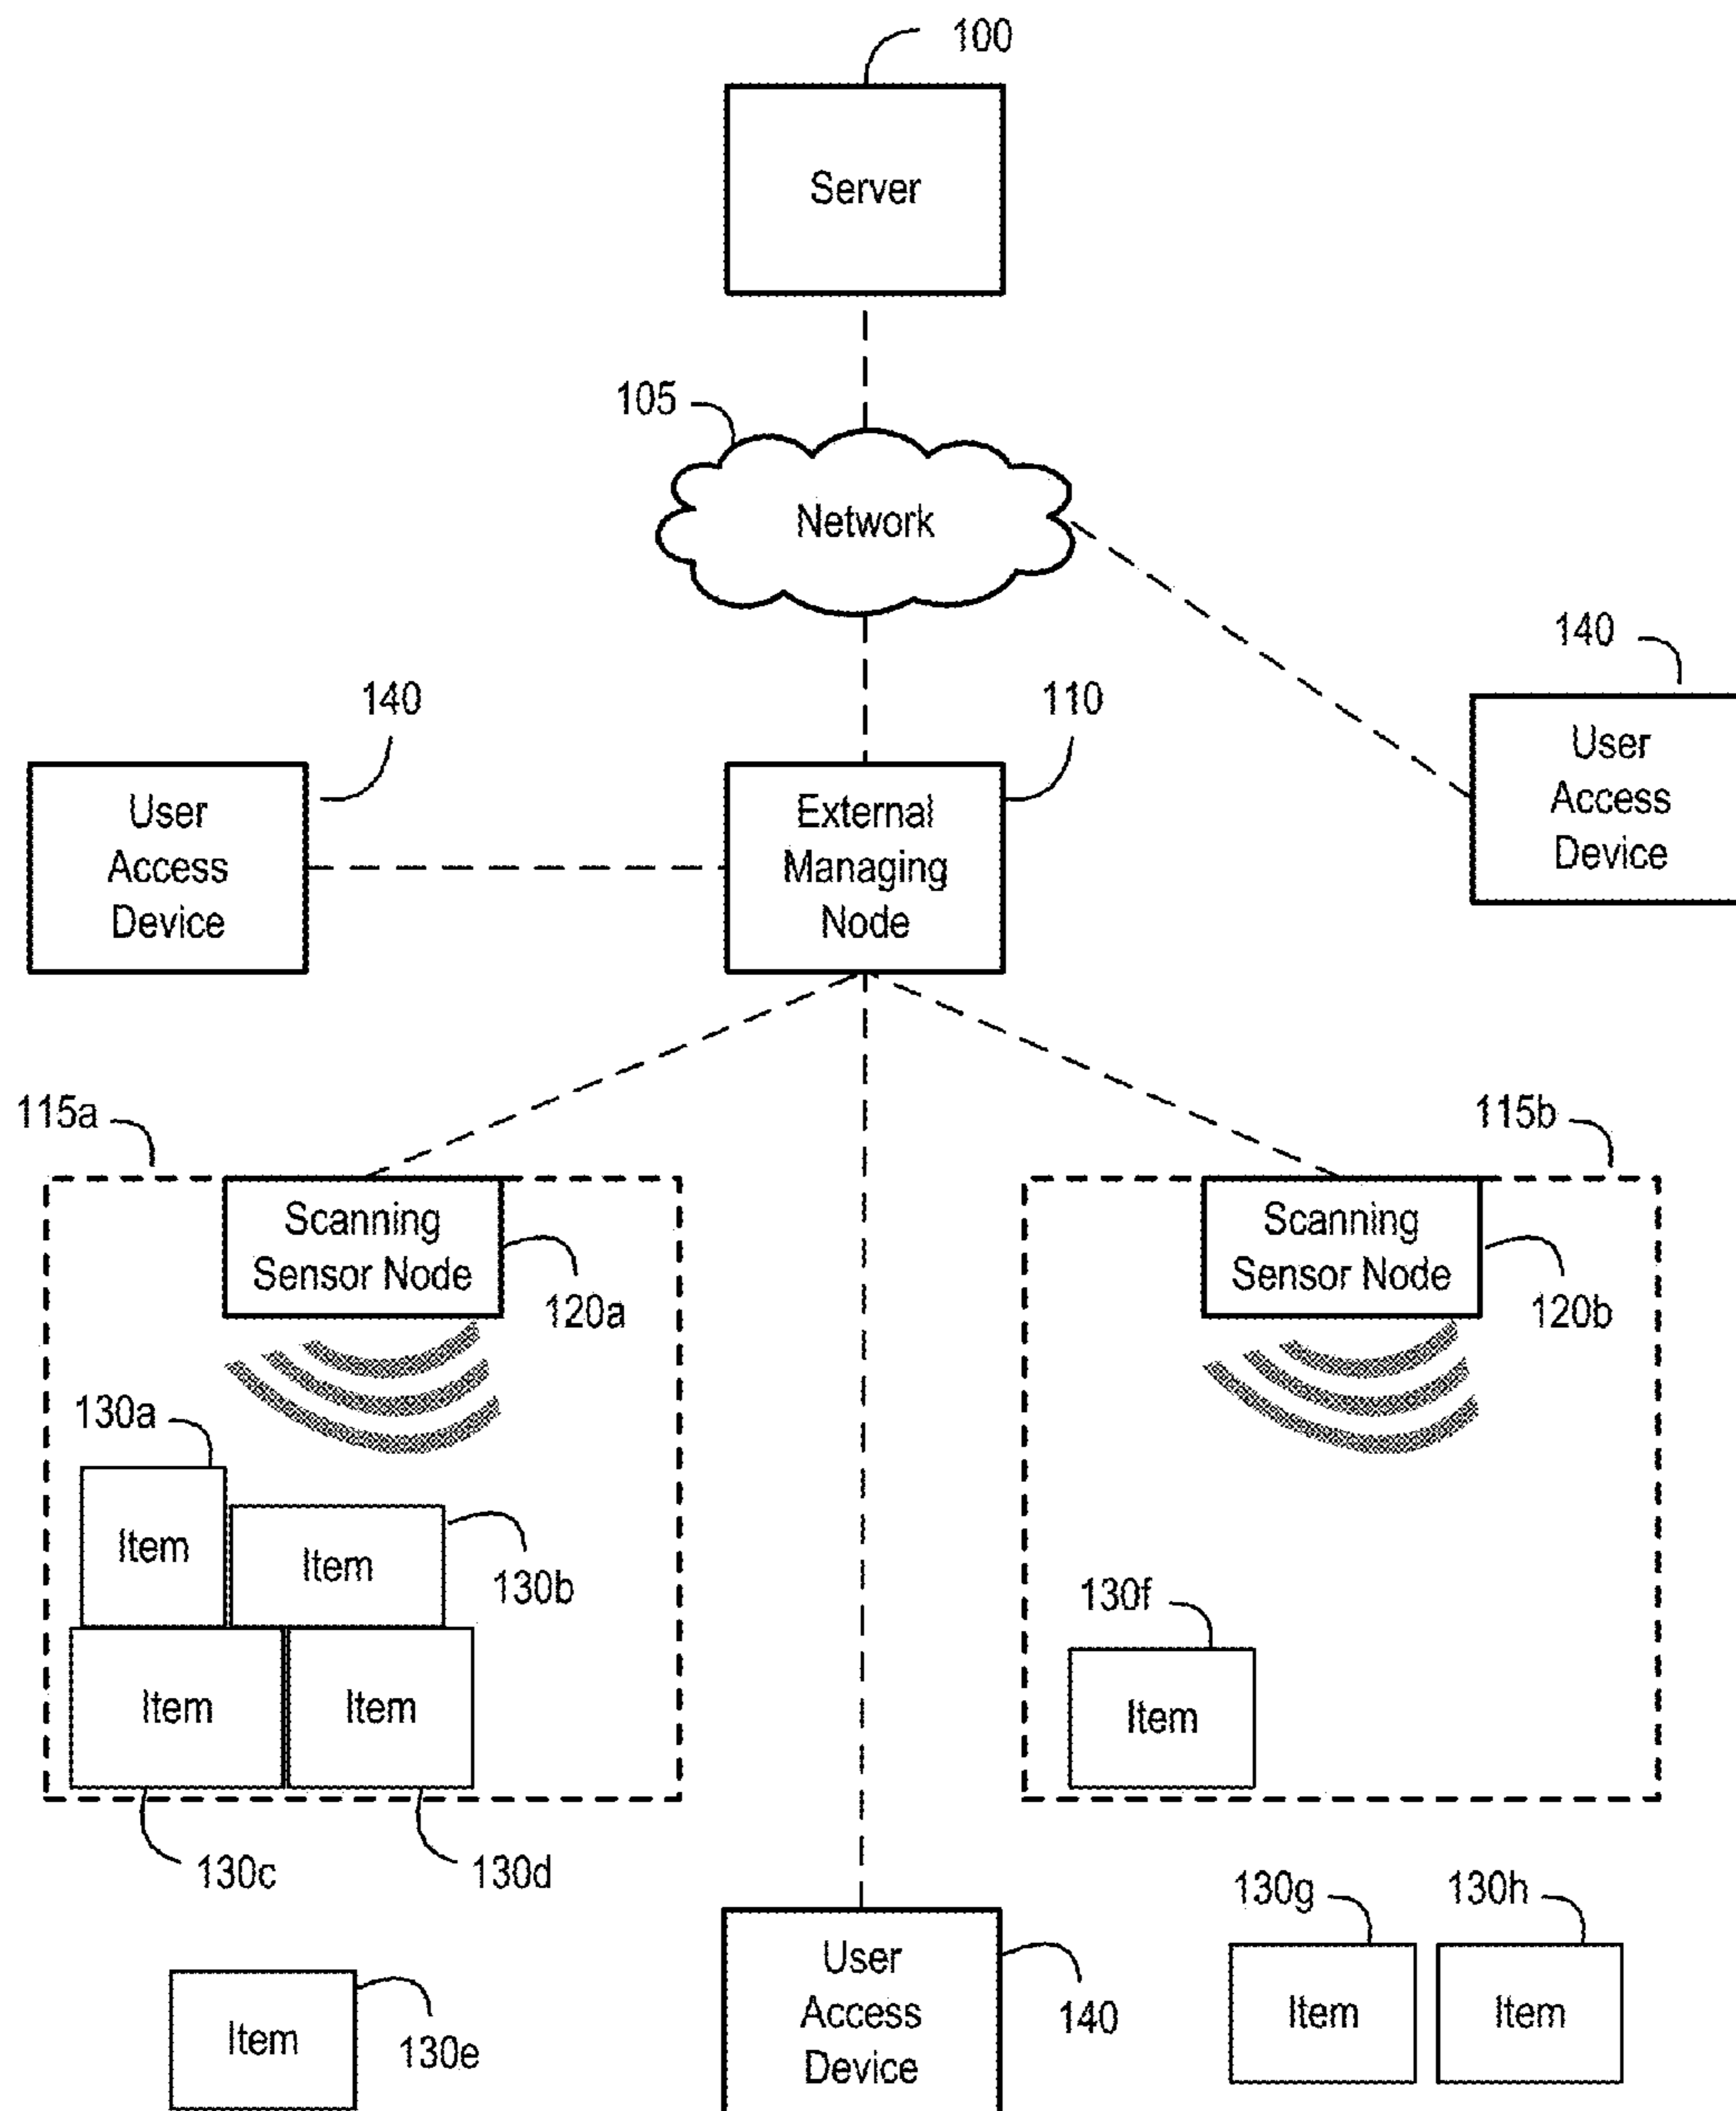 100
Server
105
Network
140
User
Access
Device
110
External
Managing
Node
140
User
Access
Device
115a
Scanning
Sensor Node
120a
130a
Item
Item
130b
Item
Item
130c
130d
Item
130e
115b
Scanning
Sensor Node
120b
130f
Item
User
Access
Device
140
130g
130h
Item
Item